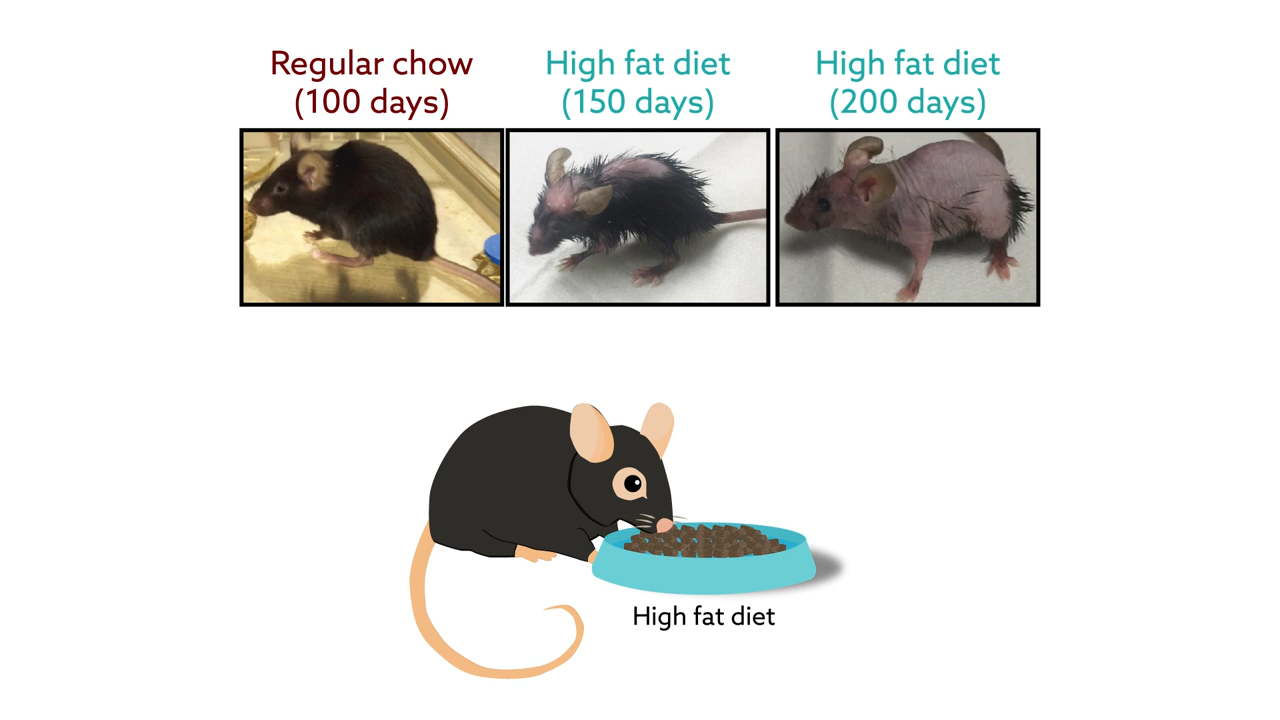 Regular chow
(100 days)
High fat diet
(150 days)
High fat diet
(200 days)
High fat diet